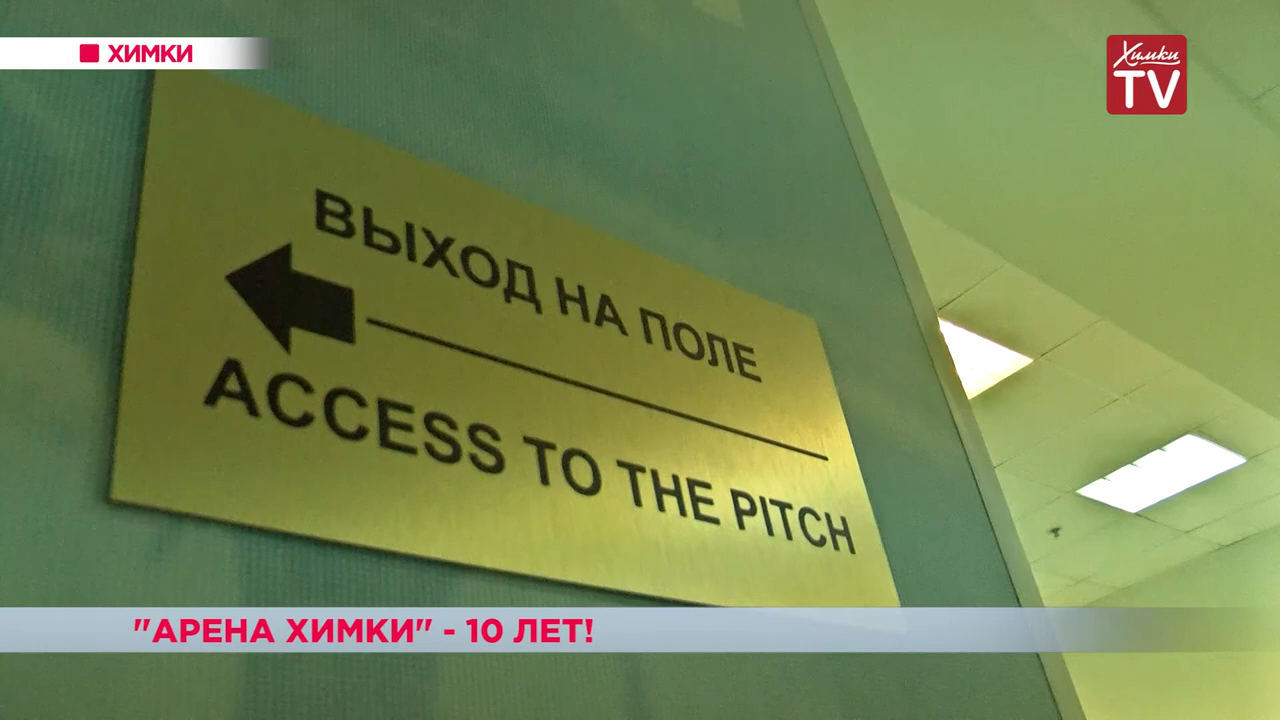 ХИМКИ
Химки
TV
ВЫХОД НА ПОЛЕ
ACCESS TO THE PITCH
"АРЕНА ХИМКИ" - 10 ЛЕТ!